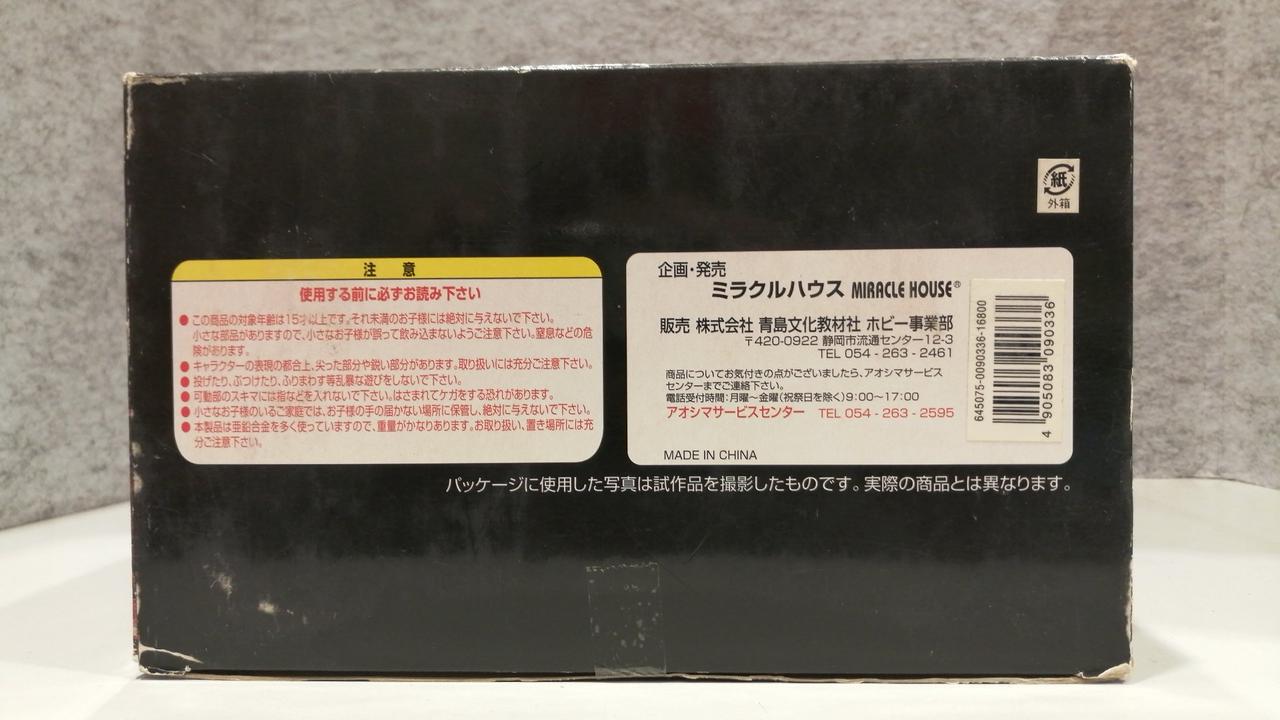 紙
外箱
注 意
使用する前に必ずお読み下さい
● この商品の対象年齢は15才以上です。それ未満のお子様には絶対に与えないで下さい。
小さな部品がありますので、小さなお子様が誤って飲み込まないようご注意下さい。窒息などの危
険があります。
● キャラクターの表現の都合上、尖った部分や鋭い部分があります。取り扱いには充分ご注意下さい。
● 投げたり、ぶつけたり、ふりまわす等乱暴な遊びをしないで下さい。
● 可動部のスキマには指などを入れないで下さい。はさまれてケガをする恐れがあります。
● 小さなお子様のいるご家庭では、お子様の手の届かない場所に保管し、絶対に与えないで下さい。
● 本製品は亜鉛合金を多く使っていますので、重量がかなりあります。お取り扱い、置き場所には充
分ご注意下さい。
企画・発売
ミラクルハウス MIRACLE HOUSE®
販売 株式会社 青島文化教材社 ホビー事業部
〒420-0922 静岡市流通センター12-3
TEL 054-263-2461
商品についてお気付きの点がございましたら、アオシマサービス
センターまでご連絡下さい。
電話受付時間:月曜〜金曜(祝祭日を除く)9:00〜17:00
アオシマサービスセンター TEL 054-263-2595
MADE IN CHINA
645075-0090336-16800
4 905083 090336
パッケージに使用した写真は試作品を撮影したものです。実際の商品とは異なります。